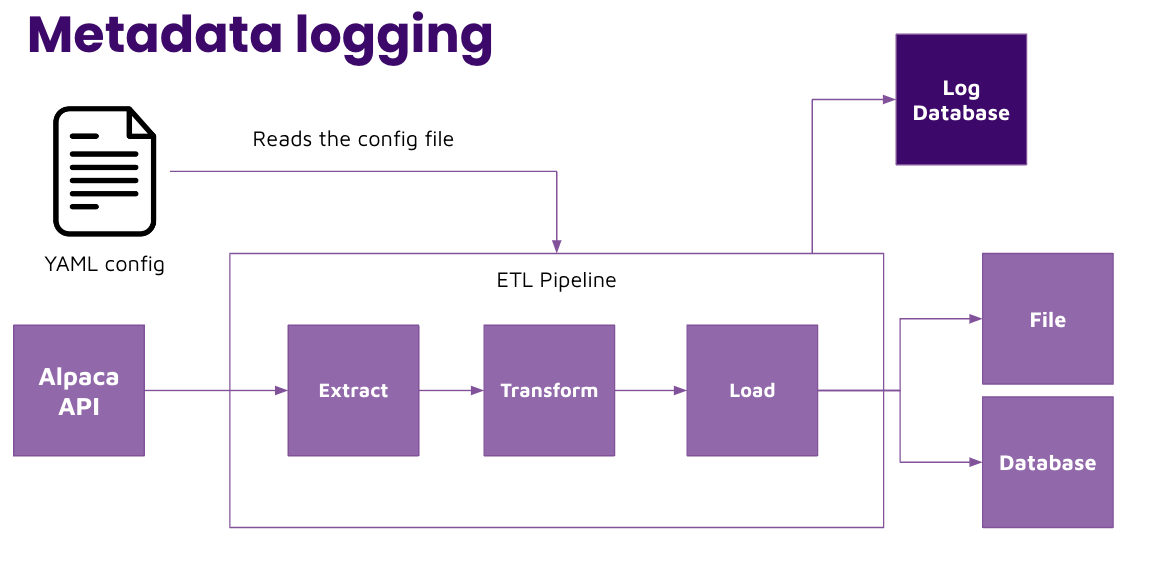 Metadata logging
Log
Database
Reads the config file
YAML config
ETL Pipeline
Alpaca
API
Extract
Transform
Load
File
Database